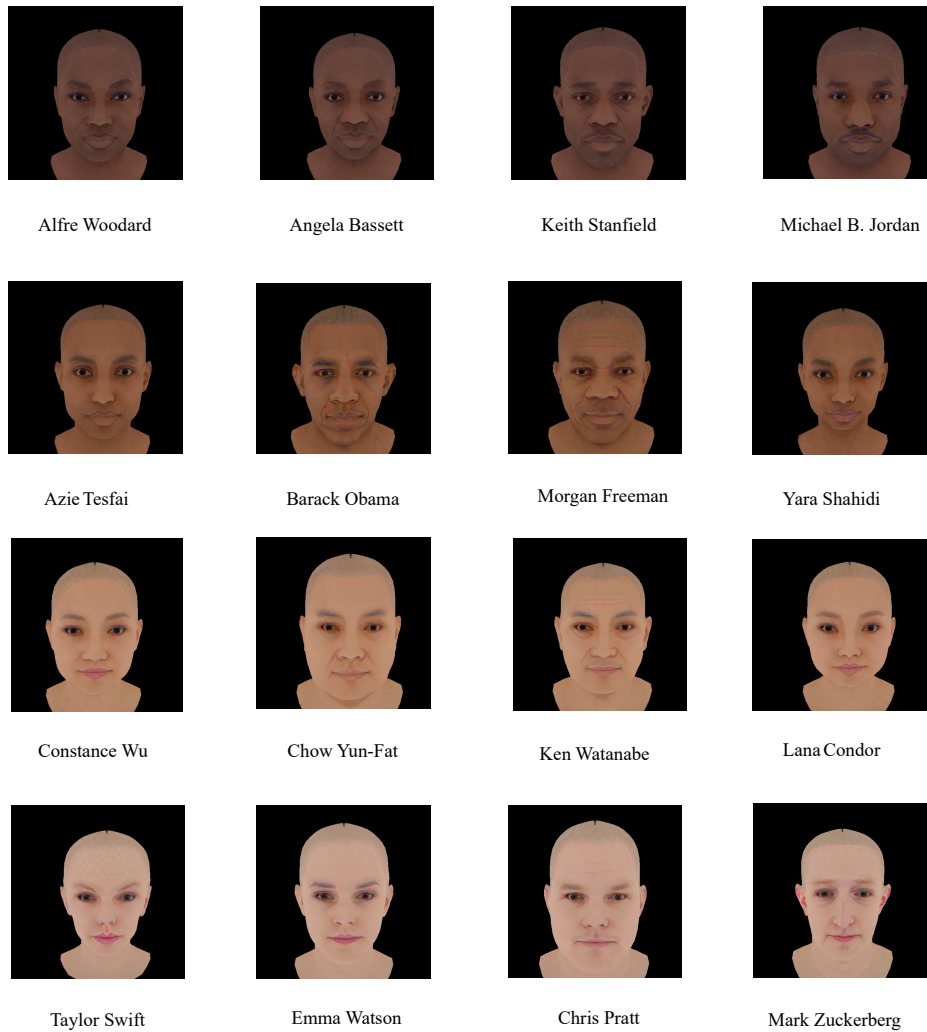 Alfre Woodard
Angela Bassett
Keith Stanfield
Michael B. Jordan
Azie Tesfai
Barack Obama
Morgan Freeman
Yara Shahidi
Constance Wu
Chow Yun-Fat
Ken Watanabe
Lana Condor
Taylor Swift
Emma Watson
Chris Pratt
Mark Zuckerberg